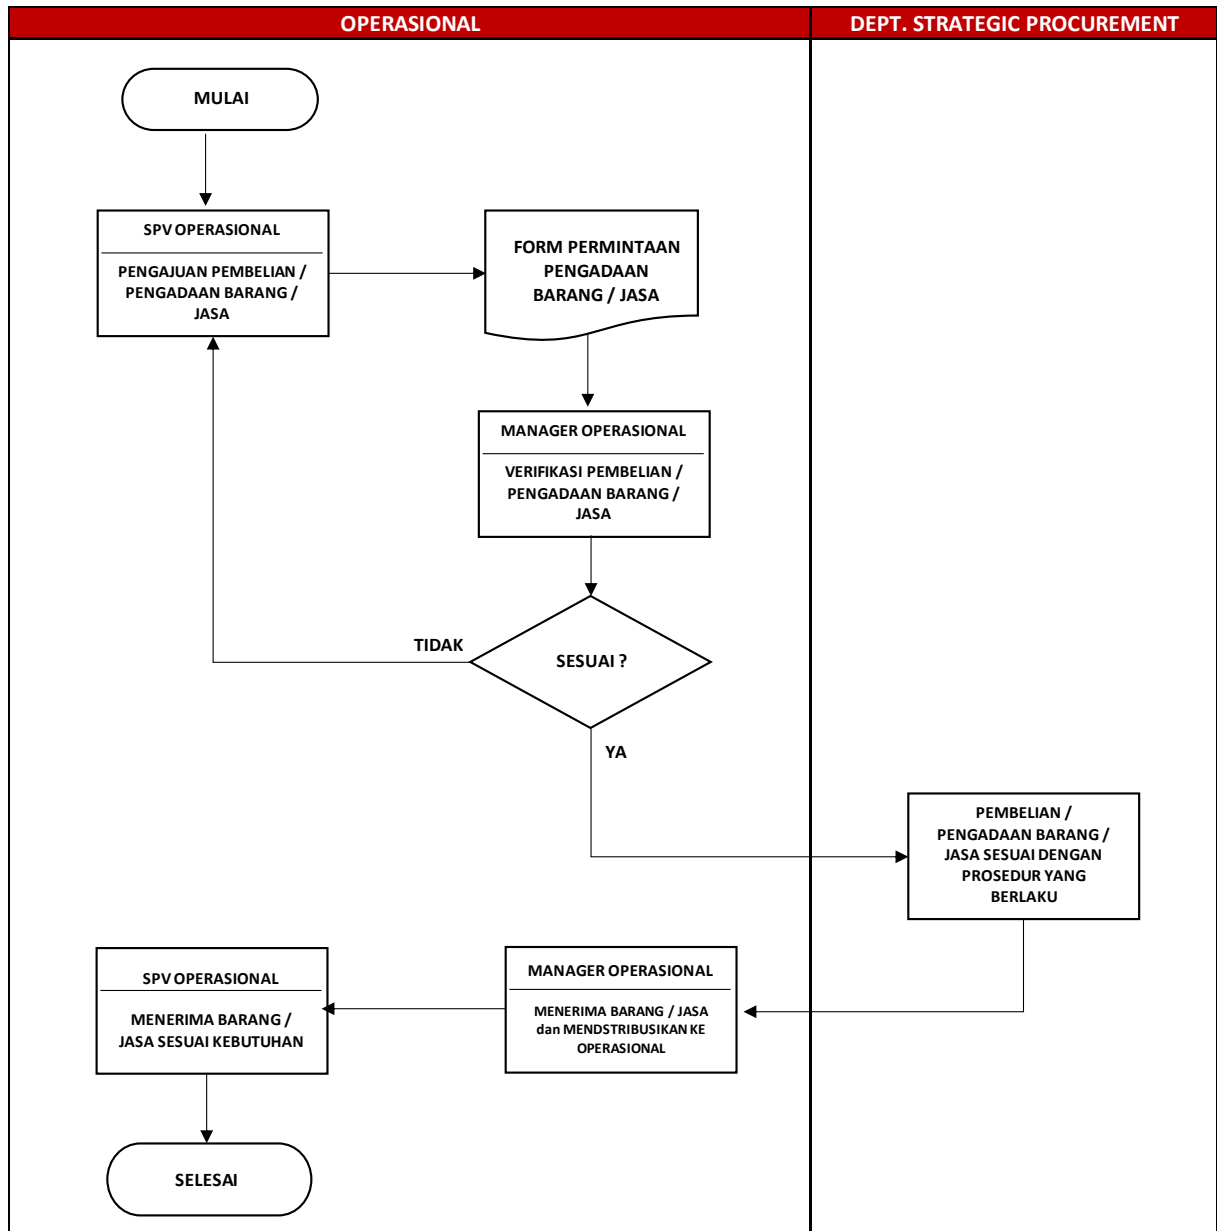 OPERASIONAL
DEPT. STRATEGIC PROCUREMENT
MULAI
SPV OPERASIONAL
PENGAJUAN PEMBELIAN /
PENGADAAN BARANG /
JASA
FORM PERMINTAAN
PENGADAAN
BARANG / JASA
MANAGER OPERASIONAL
VERIFIKASI PEMBELIAN /
PENGADAAN BARANG /
JASA
TIDAK
SESUAI ?
YA
PEMBELIAN /
PENGADAAN BARANG /
JASA SESUAI DENGAN
PROSEDUR YANG
BERLAKU
MANAGER OPERASIONAL
MENERIMA BARANG / JASA
dan MENDSTRIBUSIKAN KE
OPERASIONAL
SPV OPERASIONAL
MENERIMA BARANG /
JASA SESUAI KEBUTUHAN
SELESAI